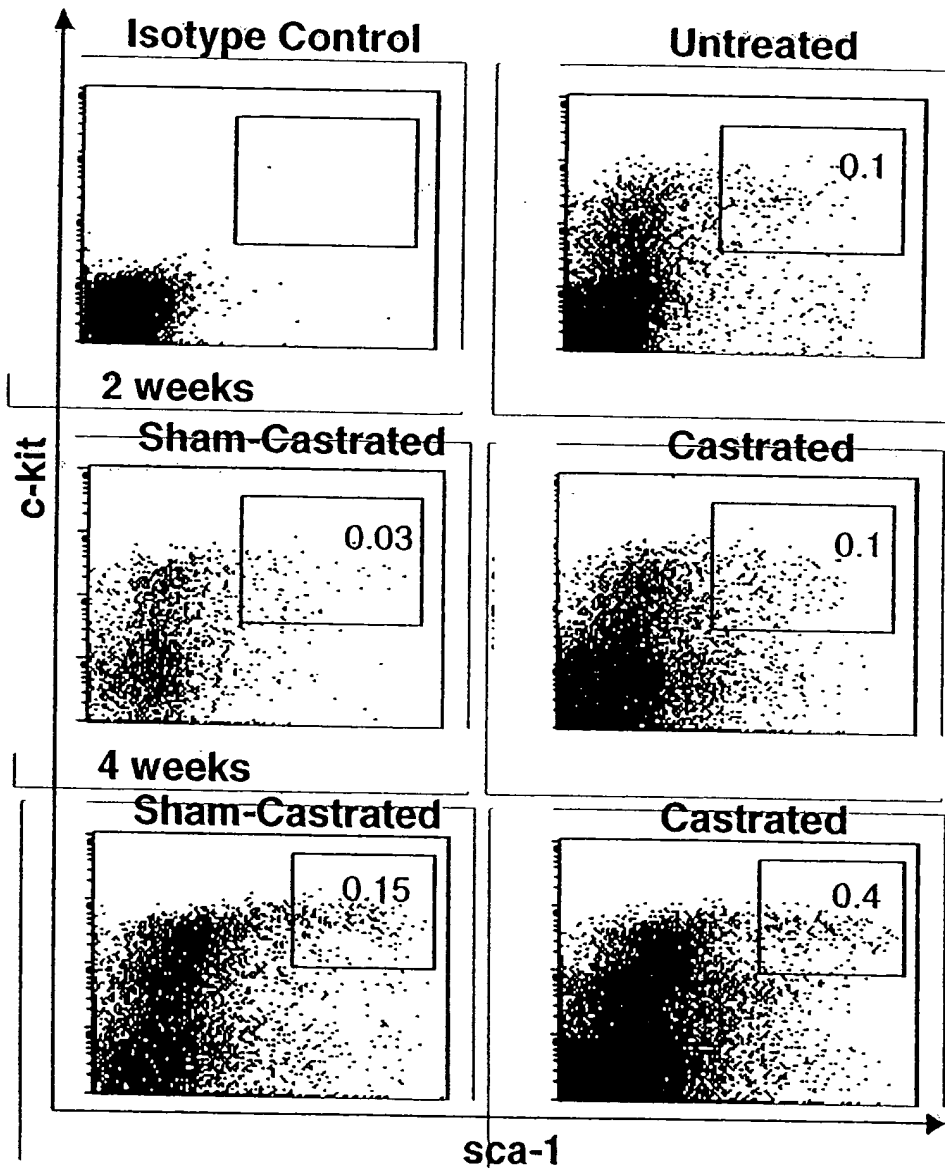 Isotype Control
Untreated
0.1
2 weeks
Sham-Castrated
Castrated
0.03
0.1
c-kit
4 weeks
Sham-Castrated
Castrated
0.15
0.4
sca-1